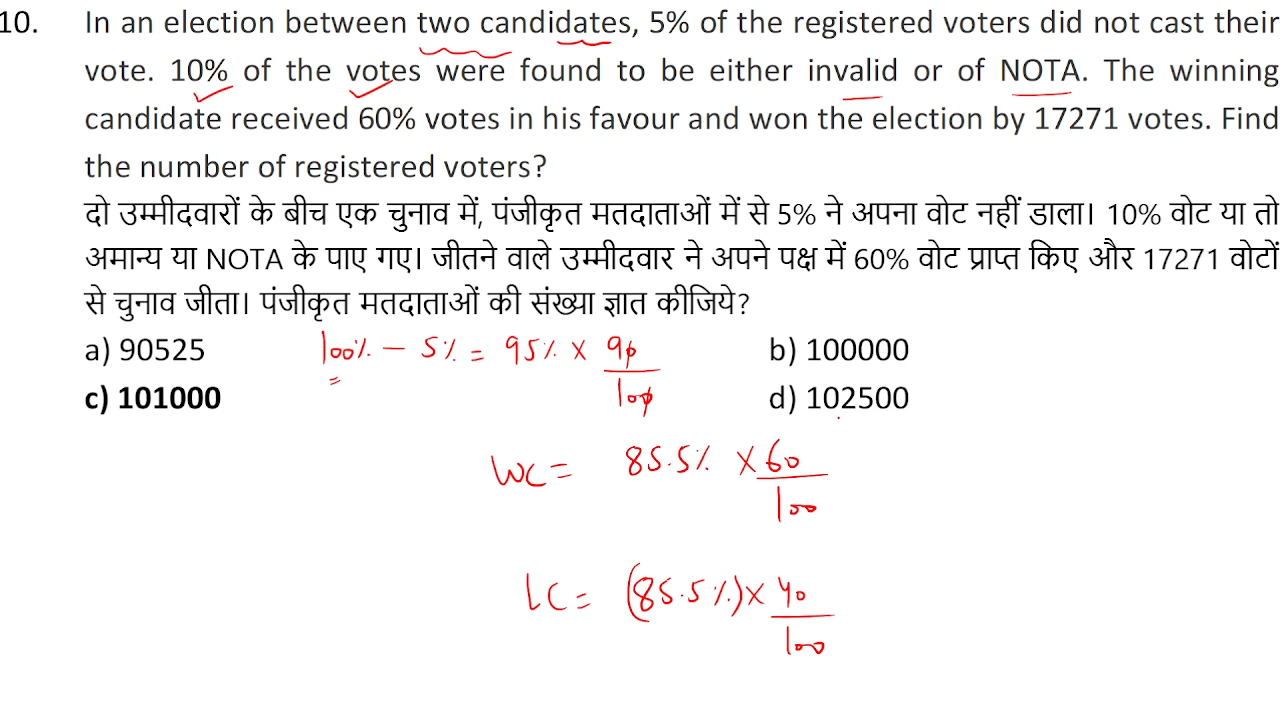 10. In an election between two candidates, 5% of the registered voters did not cast their
vote. 10% of the votes were found to be either invalid or of NOTA. The winning
candidate received 60% votes in his favour and won the election by 17271 votes. Find
the number of registered voters?
दो उम्मीदवारों के बीच एक चुनाव में, पंजीकृत मतदाताओं में से 5% ने अपना वोट नहीं डाला। 10% वोट या तो
अमान्य या NOTA के पाए गए। जीतने वाले उम्मीदवार ने अपने पक्ष में 60% वोट प्राप्त किए और 17271 वोटों
से चुनाव जीता। पंजीकृत मतदाताओं की संख्या ज्ञात कीजिये?
a) 90525 100% - 5% = 95% × 90/100 b) 100000
c) 101000 d) 102500
WC = 85.5% × 60/100
LC = (85.5%) × 40/100